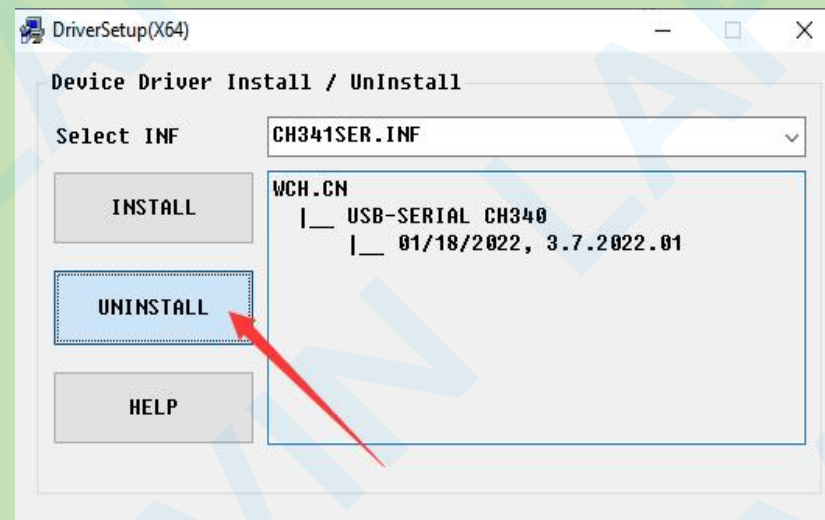 DriverSetup(X64)
Device Driver Install / UnInstall
Select INF
CH341SER.INF
INSTALL
WCH.CN
|__ USB-SERIAL CH340
|__ 01/18/2022, 3.7.2022.01
UNINSTALL
HELP